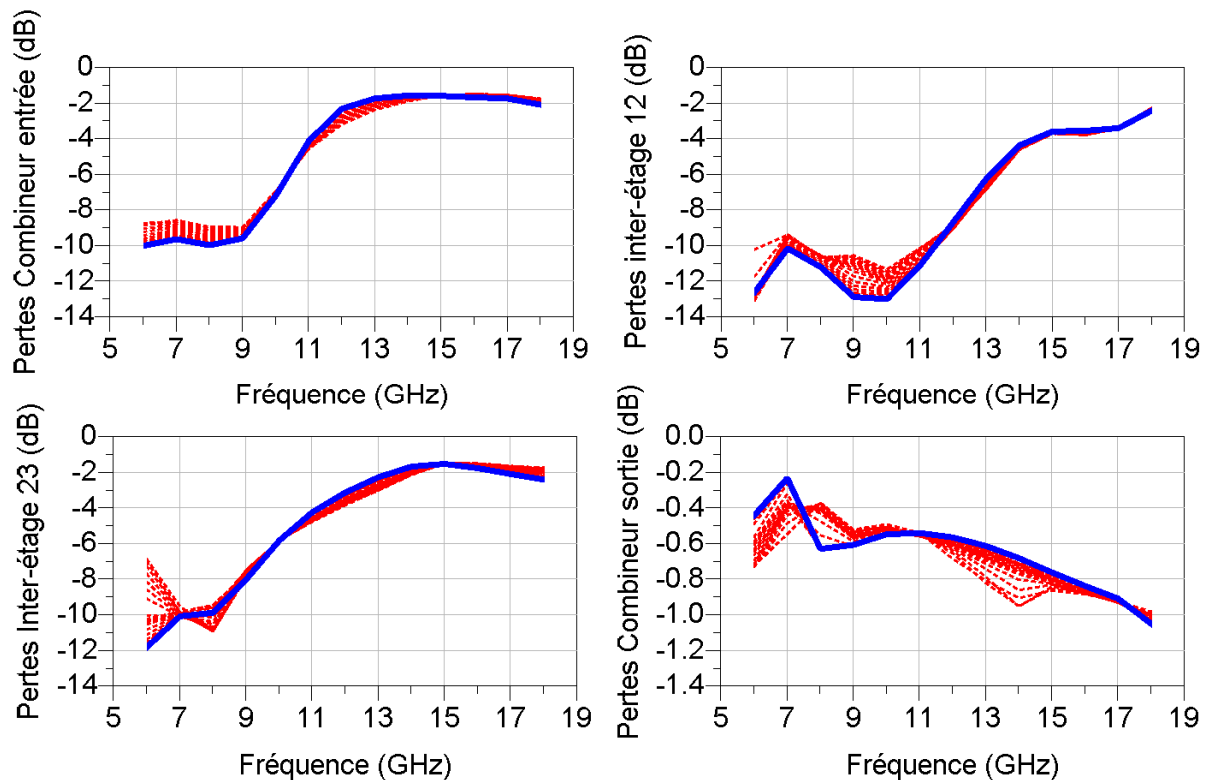 Pertes Combineur entrée (dB)
0
-2
-4
-6
-8
-10
-12
-14
5 7 9 11 13 15 17 19
Fréquence (GHz)
Pertes inter-étage 12 (dB)
0
-2
-4
-6
-8
-10
-12
-14
5 7 9 11 13 15 17 19
Fréquence (GHz)
Pertes Inter-étage 23 (dB)
0
-2
-4
-6
-8
-10
-12
-14
5 7 9 11 13 15 17 19
Fréquence (GHz)
Pertes Combineur sortie (dB)
0.0
-0.2
-0.4
-0.6
-0.8
-1.0
-1.2
-1.4
5 7 9 11 13 15 17 19
Fréquence (GHz)